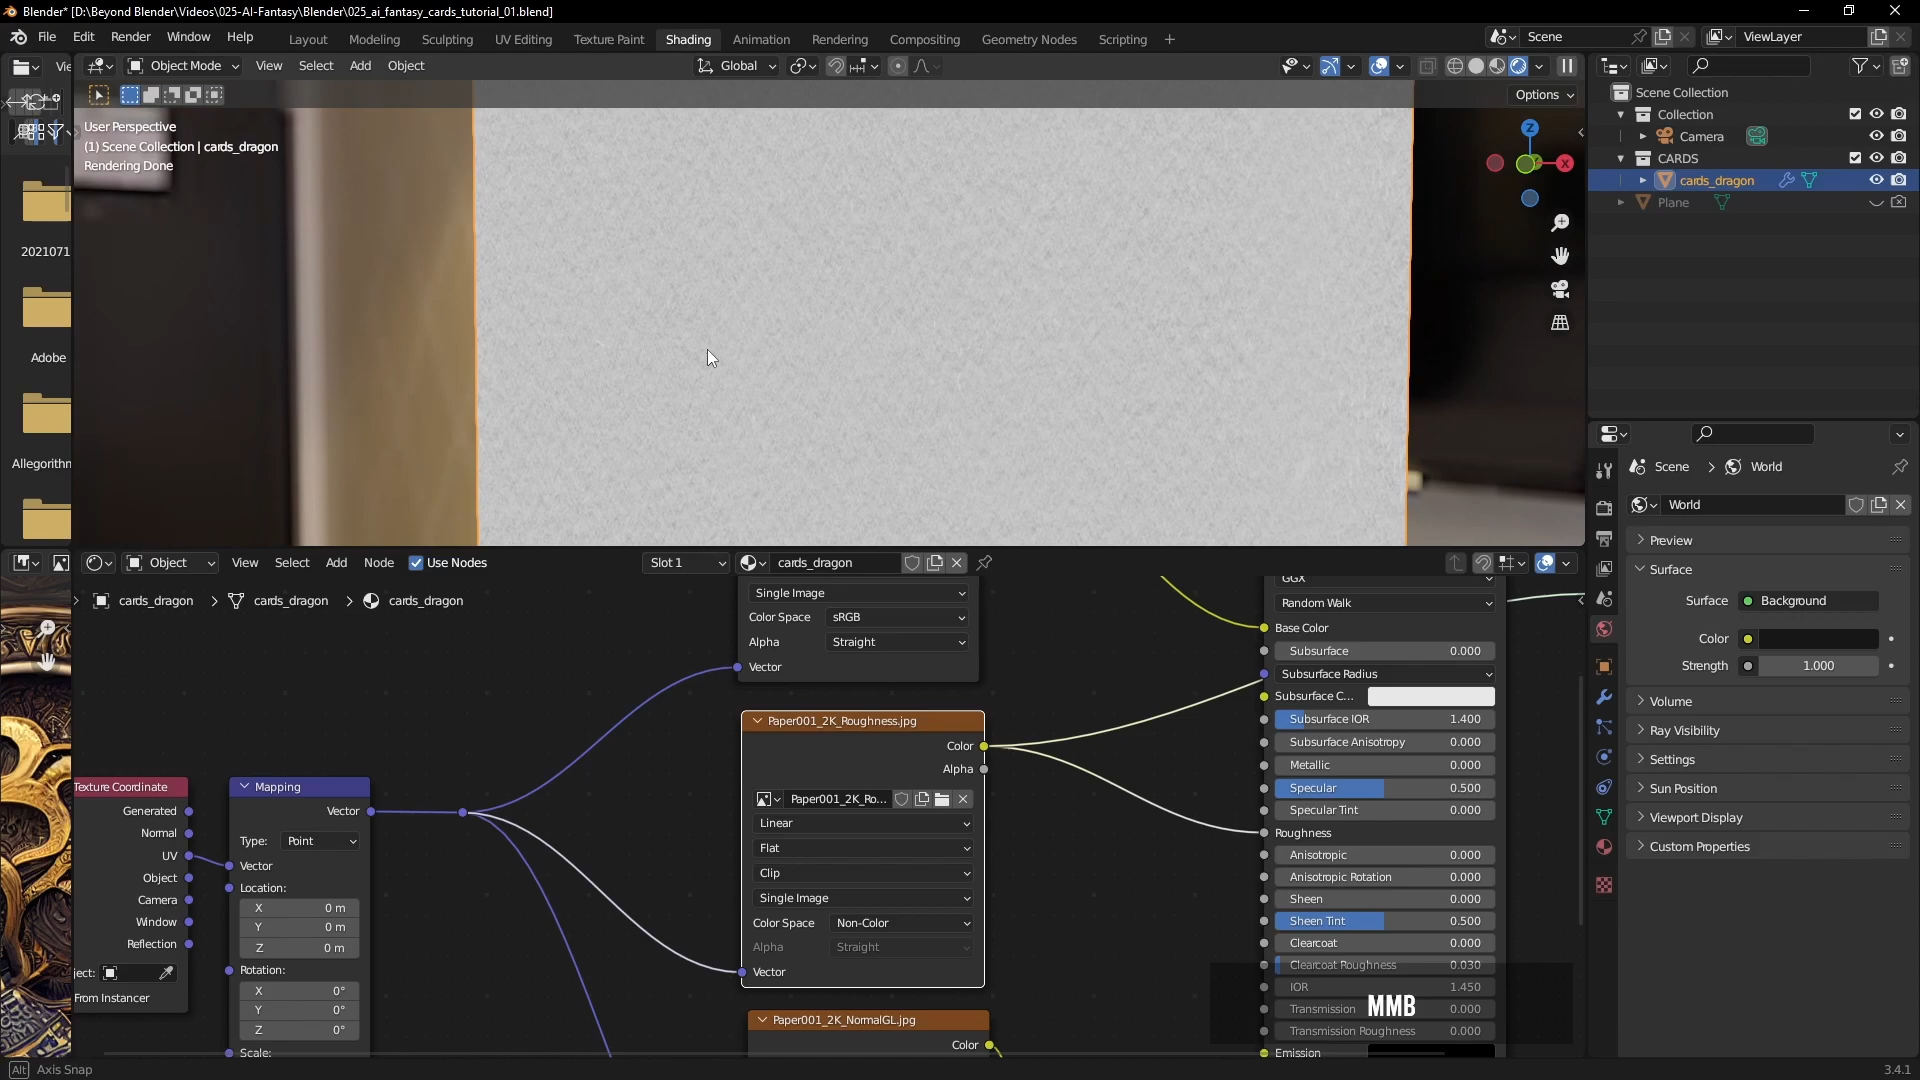 Blender* [D:\Beyond Blender\Videos\025-AI-Fantasy\Blender\025_ai_fantasy_cards_tutorial_01.blend]
File Edit Render Window Help Layout Modeling Sculpting UV Editing Texture Paint Shading Animation Rendering Compositing Geometry Nodes Scripting + Scene ViewLayer
Object Mode View Select Add Object Global
Options
User Perspective
(1) Scene Collection | cards_dragon
Rendering Done
Z
X
2021071
Adobe
Allegorithn
Scene Collection
Collection
Camera
CARDS
cards_dragon
Plane
Scene > World
World
Preview
Surface
Surface Background
Color
Strength 1.000
Volume
Ray Visibility
Settings
Sun Position
Viewport Display
Custom Properties
Object View Select Add Node Use Nodes Slot 1 cards_dragon
cards_dragon > cards_dragon > cards_dragon
Texture Coordinate
Generated
Normal
UV
Object
Camera
Window
Reflection
ject:
From Instancer
Mapping
Vector
Type: Point
Vector
Location:
X 0 m
Y 0 m
Z 0 m
Rotation:
X 0°
Y 0°
Z 0°
Scale:
Single Image
Color Space sRGB
Alpha Straight
Vector
Paper001_2K_Roughness.jpg
Color
Alpha
Paper001_2K_Ro...
Linear
Flat
Clip
Single Image
Color Space Non-Color
Alpha Straight
Vector
Paper001_2K_NormalGL.jpg
Color
GGX
Random Walk
Base Color
Subsurface 0.000
Subsurface Radius
Subsurface C...
Subsurface IOR 1.400
Subsurface Anisotropy 0.000
Metallic 0.000
Specular 0.500
Specular Tint 0.000
Roughness
Anisotropic 0.000
Anisotropic Rotation 0.000
Sheen 0.000
Sheen Tint 0.500
Clearcoat 0.000
Clearcoat Roughness 0.030
IOR 1.450
Transmission 0.000
Transmission Roughness 0.000
Emission
MMB
Alt Axis Snap
3.4.1